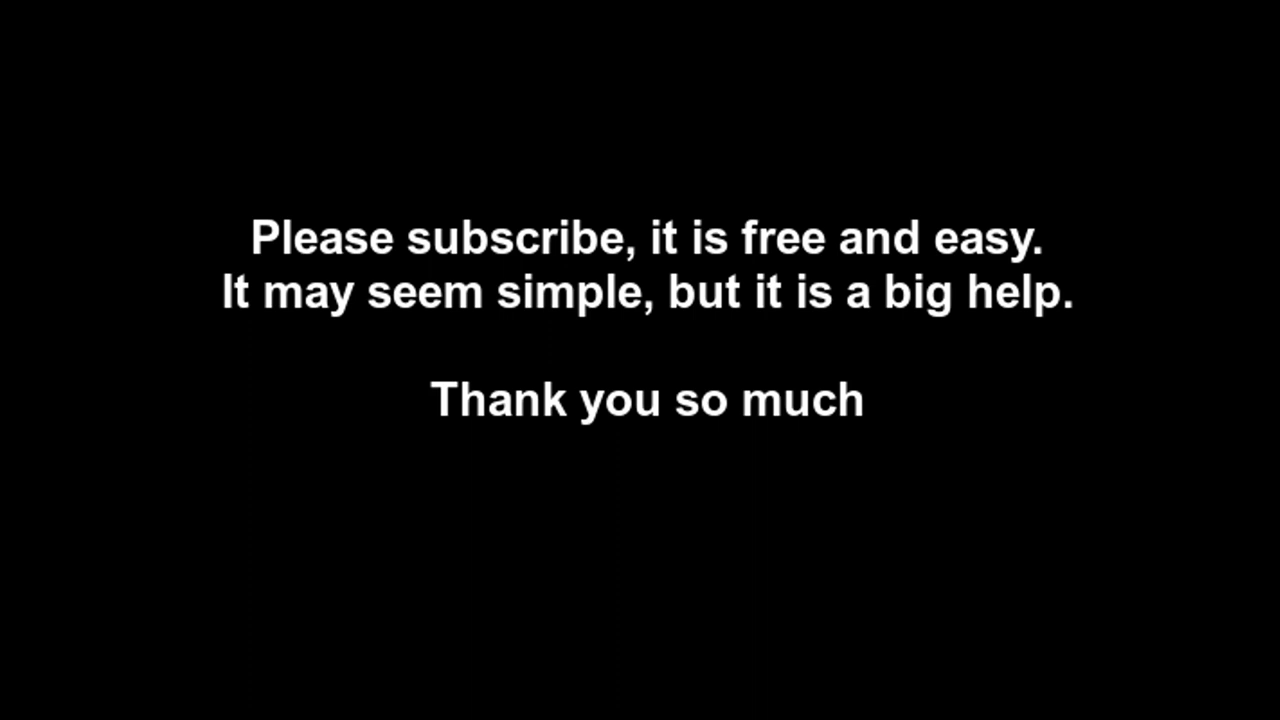 Please subscribe, it is free and easy.
It may seem simple, but it is a big help.
Thank you so much